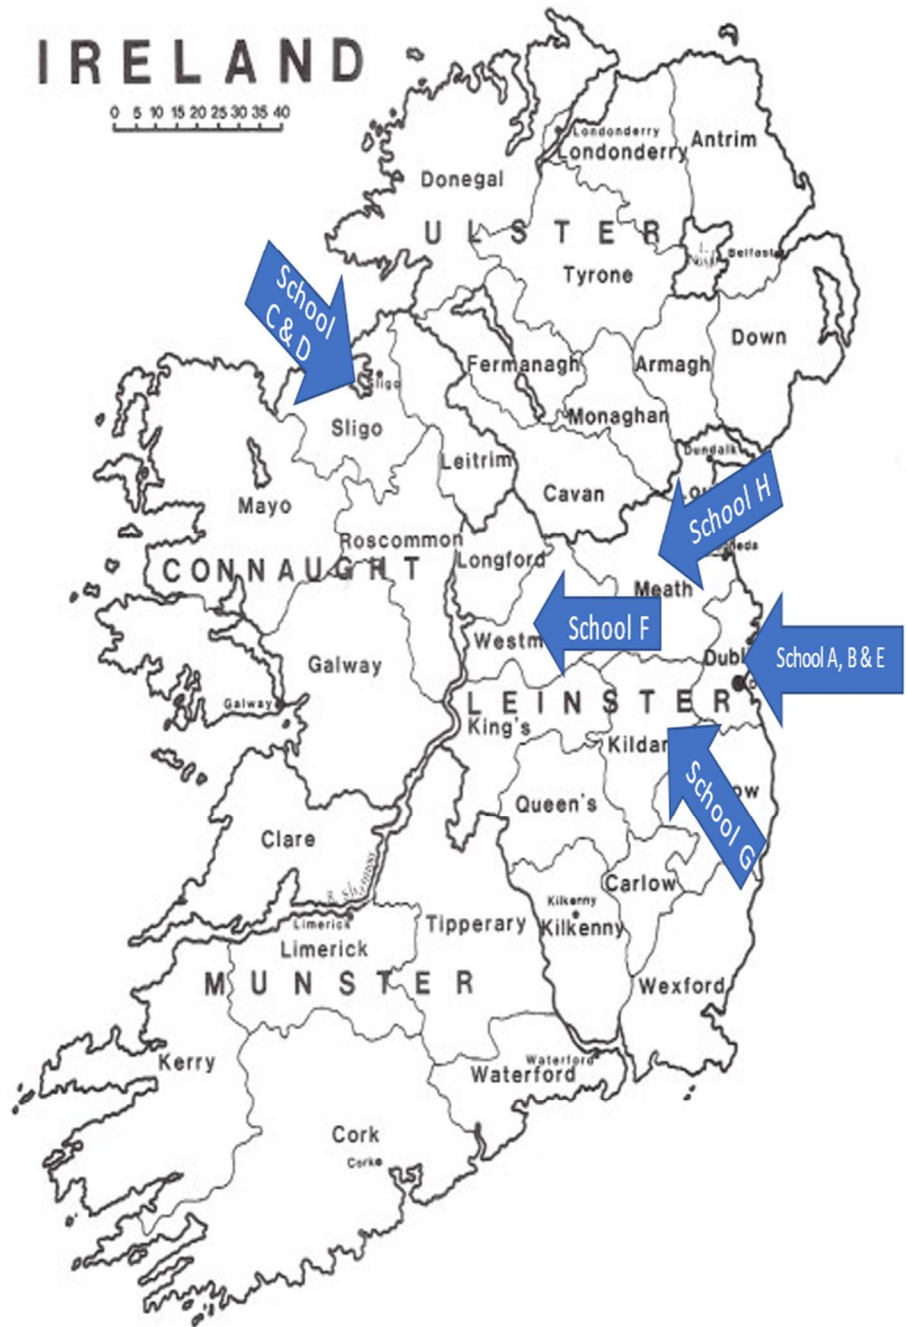 IRELAND
0 5 10 15 20 25 30 35 40
Londonderry
Londonderry
Antrim
Donegal
ULSTER
Belfast
Tyrone
School
C & D
Down
Fermanagh
Armagh
Sligo
Monaghan
Sligo
Dundalk
Leitrim
Cavan
Lou
School H
Mayo
Roscommon
Longford
heda
CONNAUGHT
Meath
School F
Westm
Dubl
School A, B & E
Galway
Galway
LEINSTER
King's
Kildar
School G
ow
Queen's
Clare
Carlow
Kilkenny
Kilkenny
Limerick
Limerick
Tipperary
MUNSTER
Wexford
Kerry
Waterford
Waterford
Cork
Cork